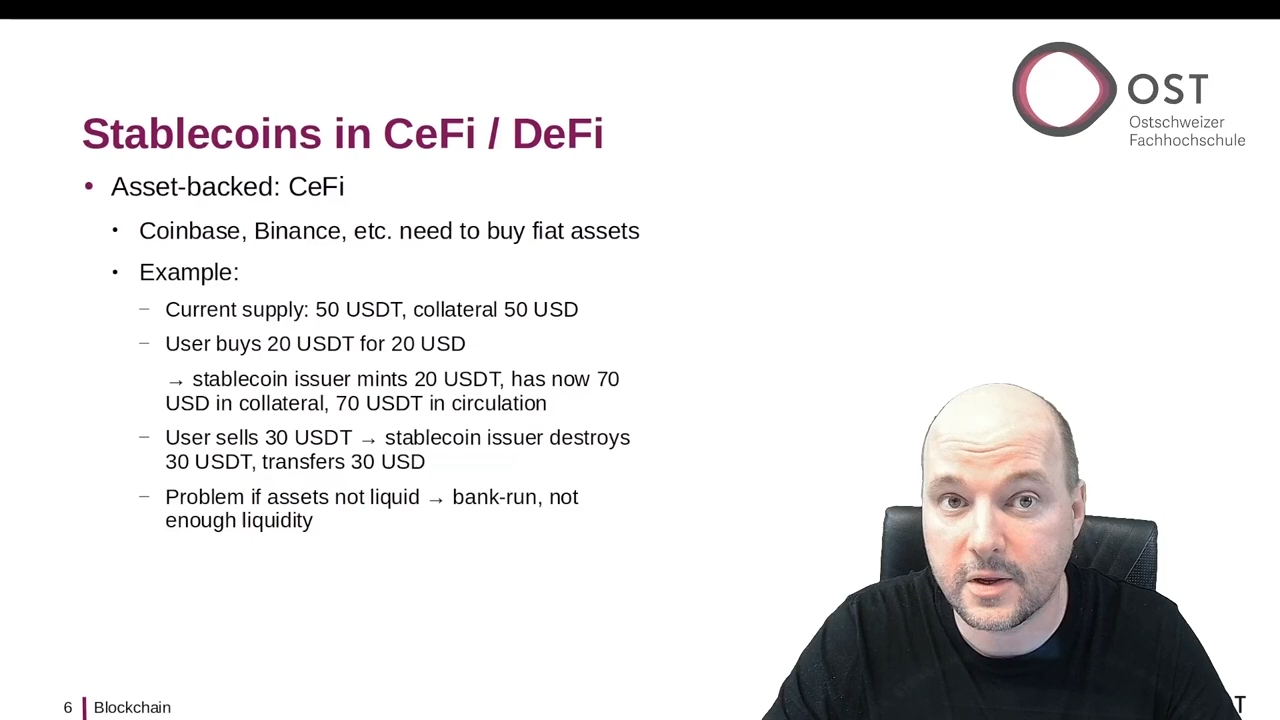 OST
Ostschweizer
Fachhochschule
Stablecoins in CeFi / DeFi
• Asset-backed: CeFi
• Coinbase, Binance, etc. need to buy fiat assets
• Example:
– Current supply: 50 USDT, collateral 50 USD
– User buys 20 USDT for 20 USD
→ stablecoin issuer mints 20 USDT, has now 70
USD in collateral, 70 USDT in circulation
– User sells 30 USDT → stablecoin issuer destroys
30 USDT, transfers 30 USD
– Problem if assets not liquid → bank-run, not
enough liquidity
6 Blockchain